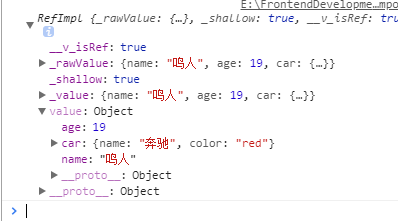 E:\FrontendDevelopme…mpo
RefImpl {_rawValue: {…}, _shallow: true, __v_isRef: tru
i
__v_isRef: true
_rawValue: {name: "鸣人", age: 19, car: {…}}
_shallow: true
_value: {name: "鸣人", age: 19, car: {…}}
value: Object
age: 19
car: {name: "奔驰", color: "red"}
name: "鸣人"
__proto__: Object
__proto__: Object